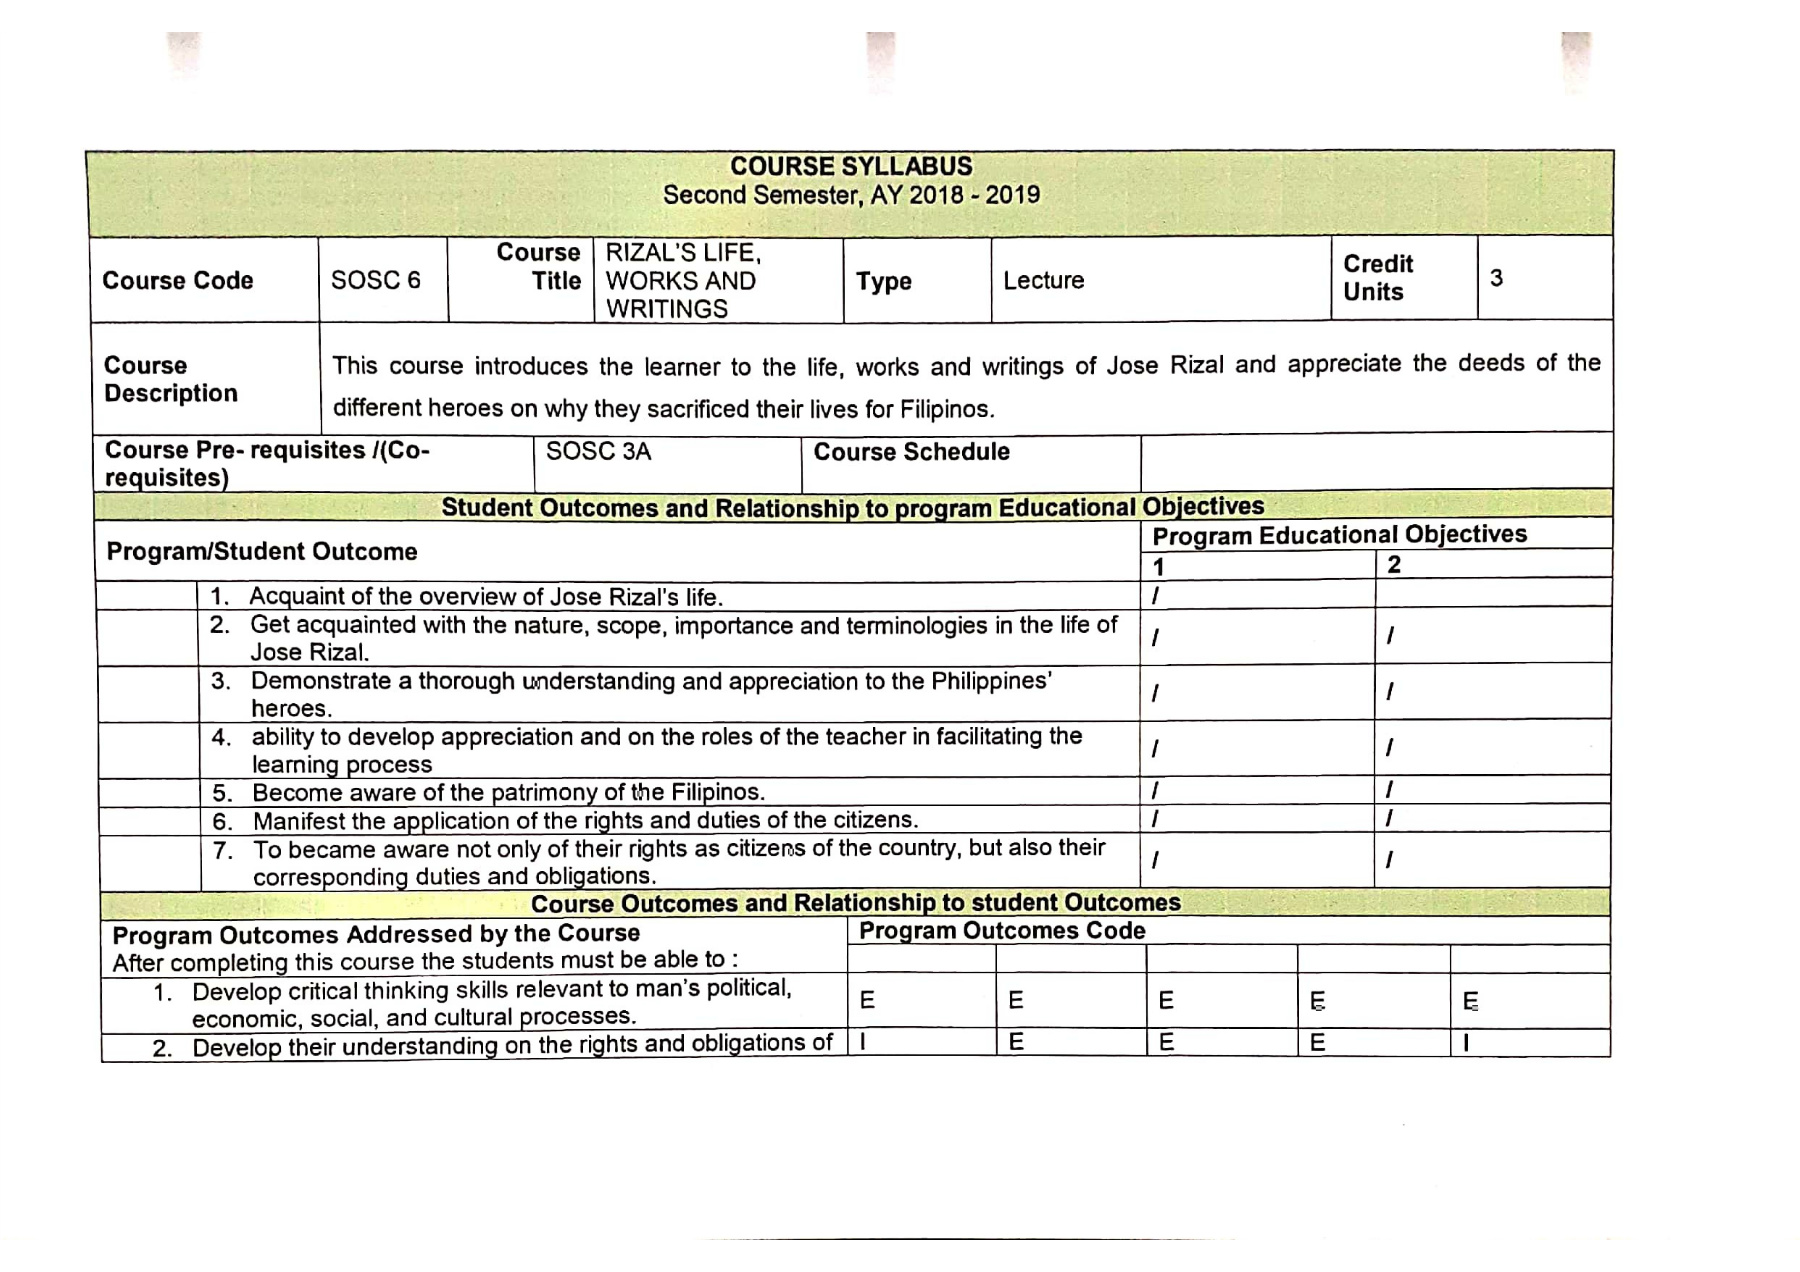 COURSE SYLLABUS
Second Semester, AY 2018 - 2019
Course Code
SOSC 6
Course
Title
RIZAL'S LIFE,
WORKS AND
WRITINGS
Type
Lecture
Credit
Units
3
Course
Description
This course introduces the learner to the life, works and writings of Jose Rizal and appreciate the deeds of the
different heroes on why they sacrificed their lives for Filipinos.
Course Pre- requisites /(Co-
requisites)
SOSC 3A
Course Schedule
Student Outcomes and Relationship to program Educational Objectives
Program/Student Outcome
Program Educational Objectives
1
2
1. Acquaint of the overview of Jose Rizal's life.
/
2. Get acquainted with the nature, scope, importance and terminologies in the life of
Jose Rizal.
/ /
3. Demonstrate a thorough understanding and appreciation to the Philippines'
heroes.
/ /
4. ability to develop appreciation and on the roles of the teacher in facilitating the
learning process
/ /
5. Become aware of the patrimony of the Filipinos.
/ /
6. Manifest the application of the rights and duties of the citizens.
/ /
7. To became aware not only of their rights as citizens of the country, but also their
corresponding duties and obligations.
/ /
Course Outcomes and Relationship to student Outcomes
Program Outcomes Addressed by the Course
After completing this course the students must be able to :
Program Outcomes Code
1. Develop critical thinking skills relevant to man's political,
economic, social, and cultural processes.
E E E E E
2. Develop their understanding on the rights and obligations of
I E E E I